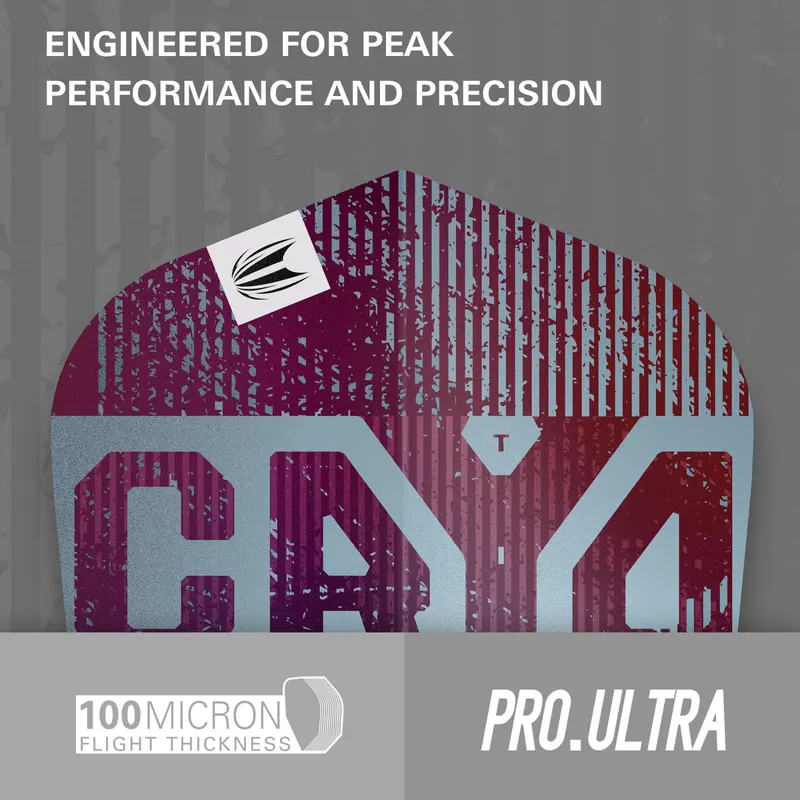 ENGINEERED FOR PEAK
PERFORMANCE AND PRECISION
T
I
100MICRON
FLIGHT THICKNESS
PRO.ULTRA